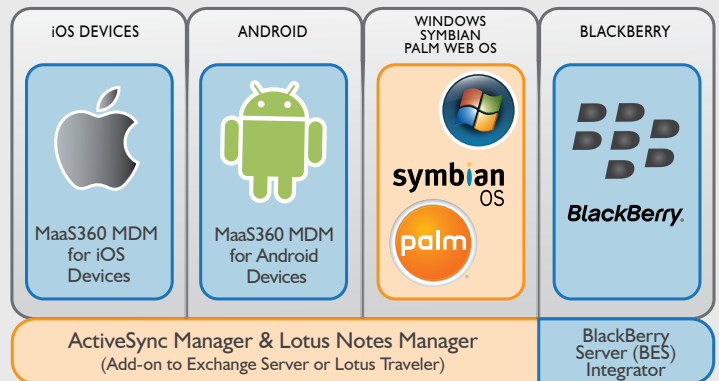 iOS DEVICES
MaaS360 MDM
for iOS
Devices
ANDROID
MaaS360 MDM
for Android
Devices
WINDOWS
SYMBIAN
PALM WEB OS
symbian
OS
palm
BLACKBERRY
BlackBerry.
ActiveSync Manager & Lotus Notes Manager
(Add-on to Exchange Server or Lotus Traveler)
BlackBerry
Server (BES)
Integrator